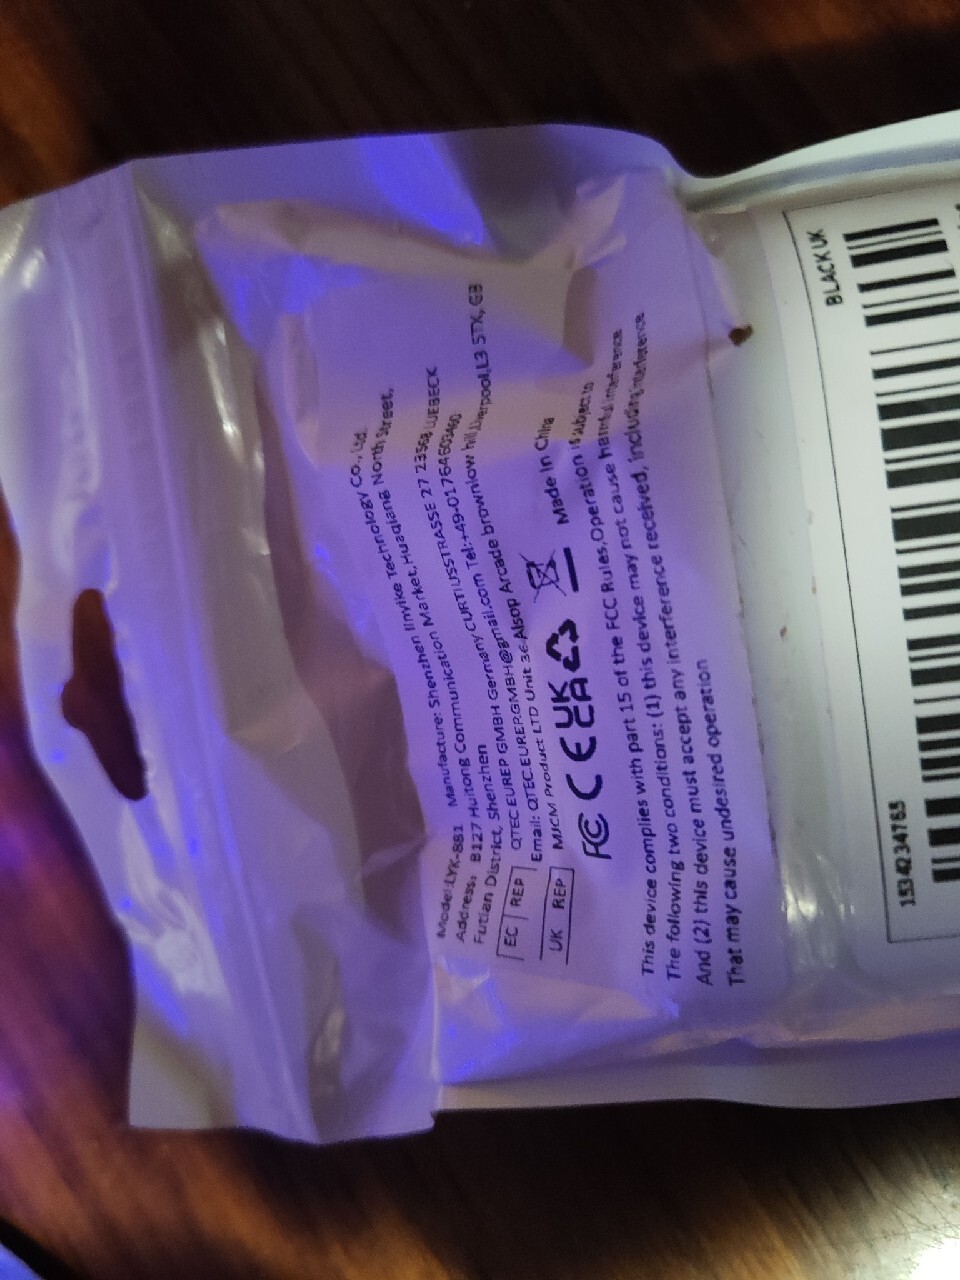 Model:LYK-881 Manufacture: Shenzhen linyike Technology Co., Ltd.
Address: B127 Huitong Communication Market,Huaqiang North Street,
Futian District, Shenzhen
EC REP QTEC EUREP GMBH Germany CURTIUSSTRASSE 27 23568
Email: QTEC.EUREP.GMBH@gmail.com Tel:+49-01764603460
UK REP MJCM Product LTD Unit 36 Alsop Arcade brownlow hill,Liverpool,L3 5TX, GB
FC CE UK CA Made In China
This device complies with part 15 of the FCC Rules,Operation is subject to
The following two conditions: (1) this device may not cause harmful interference
And (2) this device must accept any interference received, including interference
That may cause undesired operation
BLACK UK